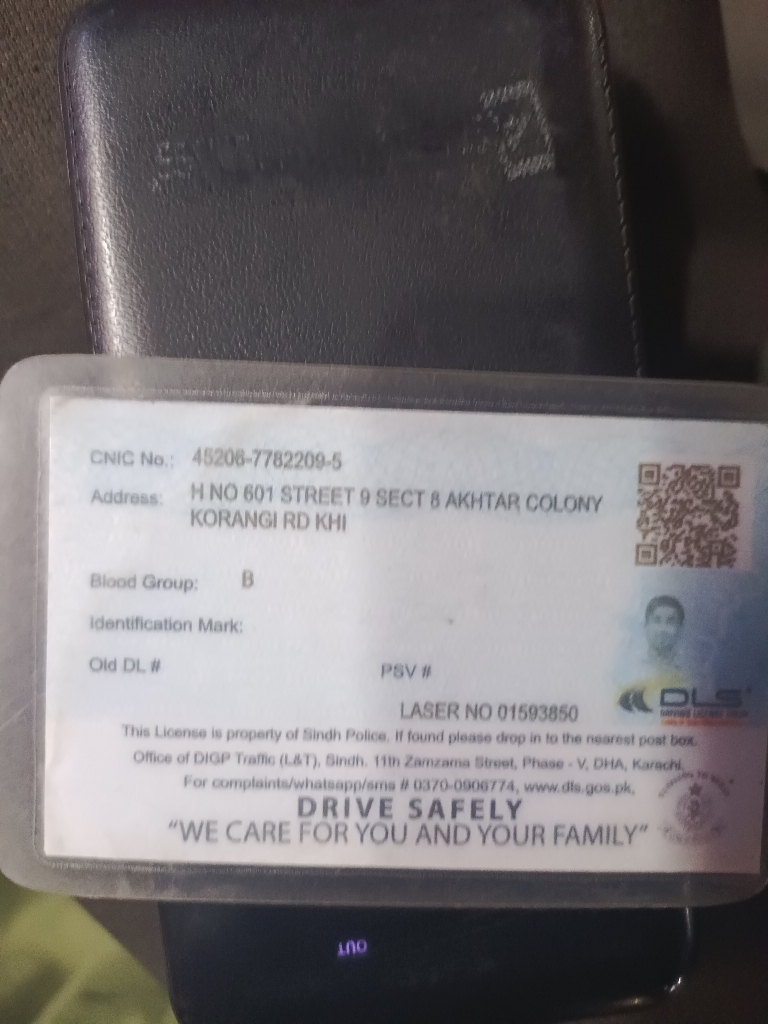 CNIC No.: 45206-7782209-5
Address: H NO 601 STREET 9 SECT 8 AKHTAR COLONY
KORANGI RD KHI
Blood Group: B
Identification Mark:
Old DL # PSV #
LASER NO 01593850
DLS
This License is property of Sindh Police. If found please drop in to the nearest post box.
Office of DIGP Traffic (L&T), Sindh. 11th Zamzama Street, Phase - V, DHA, Karachi.
For complaints/whatsapp/sms # 0370-0906774, www.dls.gos.pk,
DRIVE SAFELY
"WE CARE FOR YOU AND YOUR FAMILY"
OUT